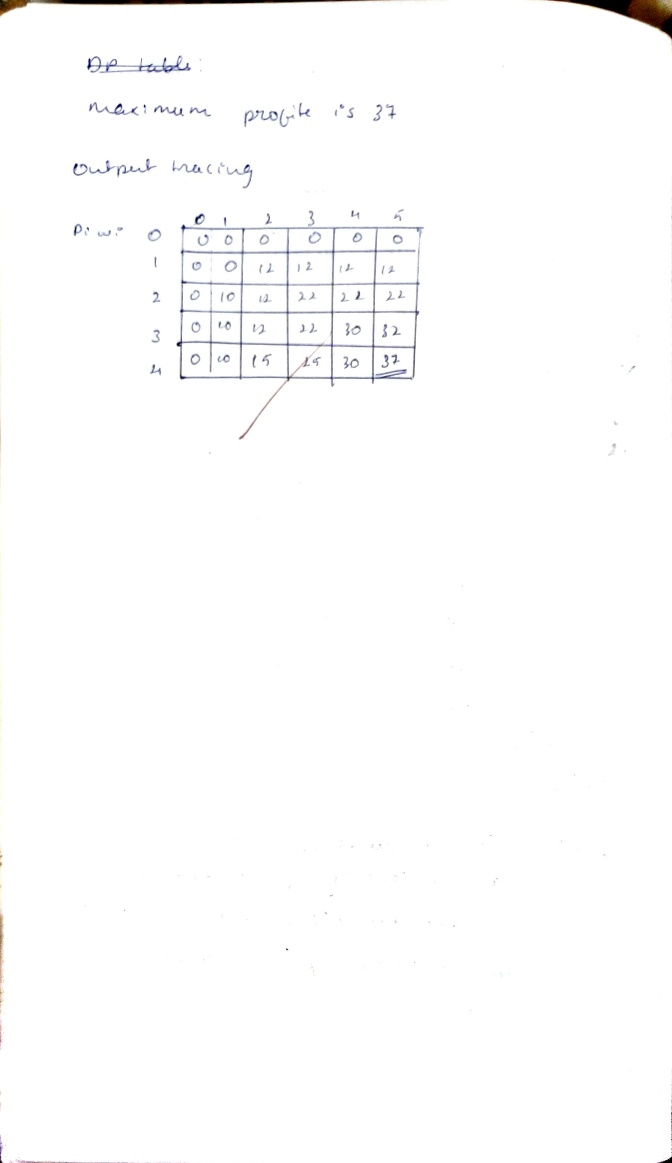 DP table:
maximum profite is 37
output tracing
0 1 2 3 4 5
Pi wi 0 0 0 0 0 0 0
1 0 0 12 12 12 12
2 0 10 12 22 22 22
3 0 10 12 22 30 32
4 0 10 15 25 30 37